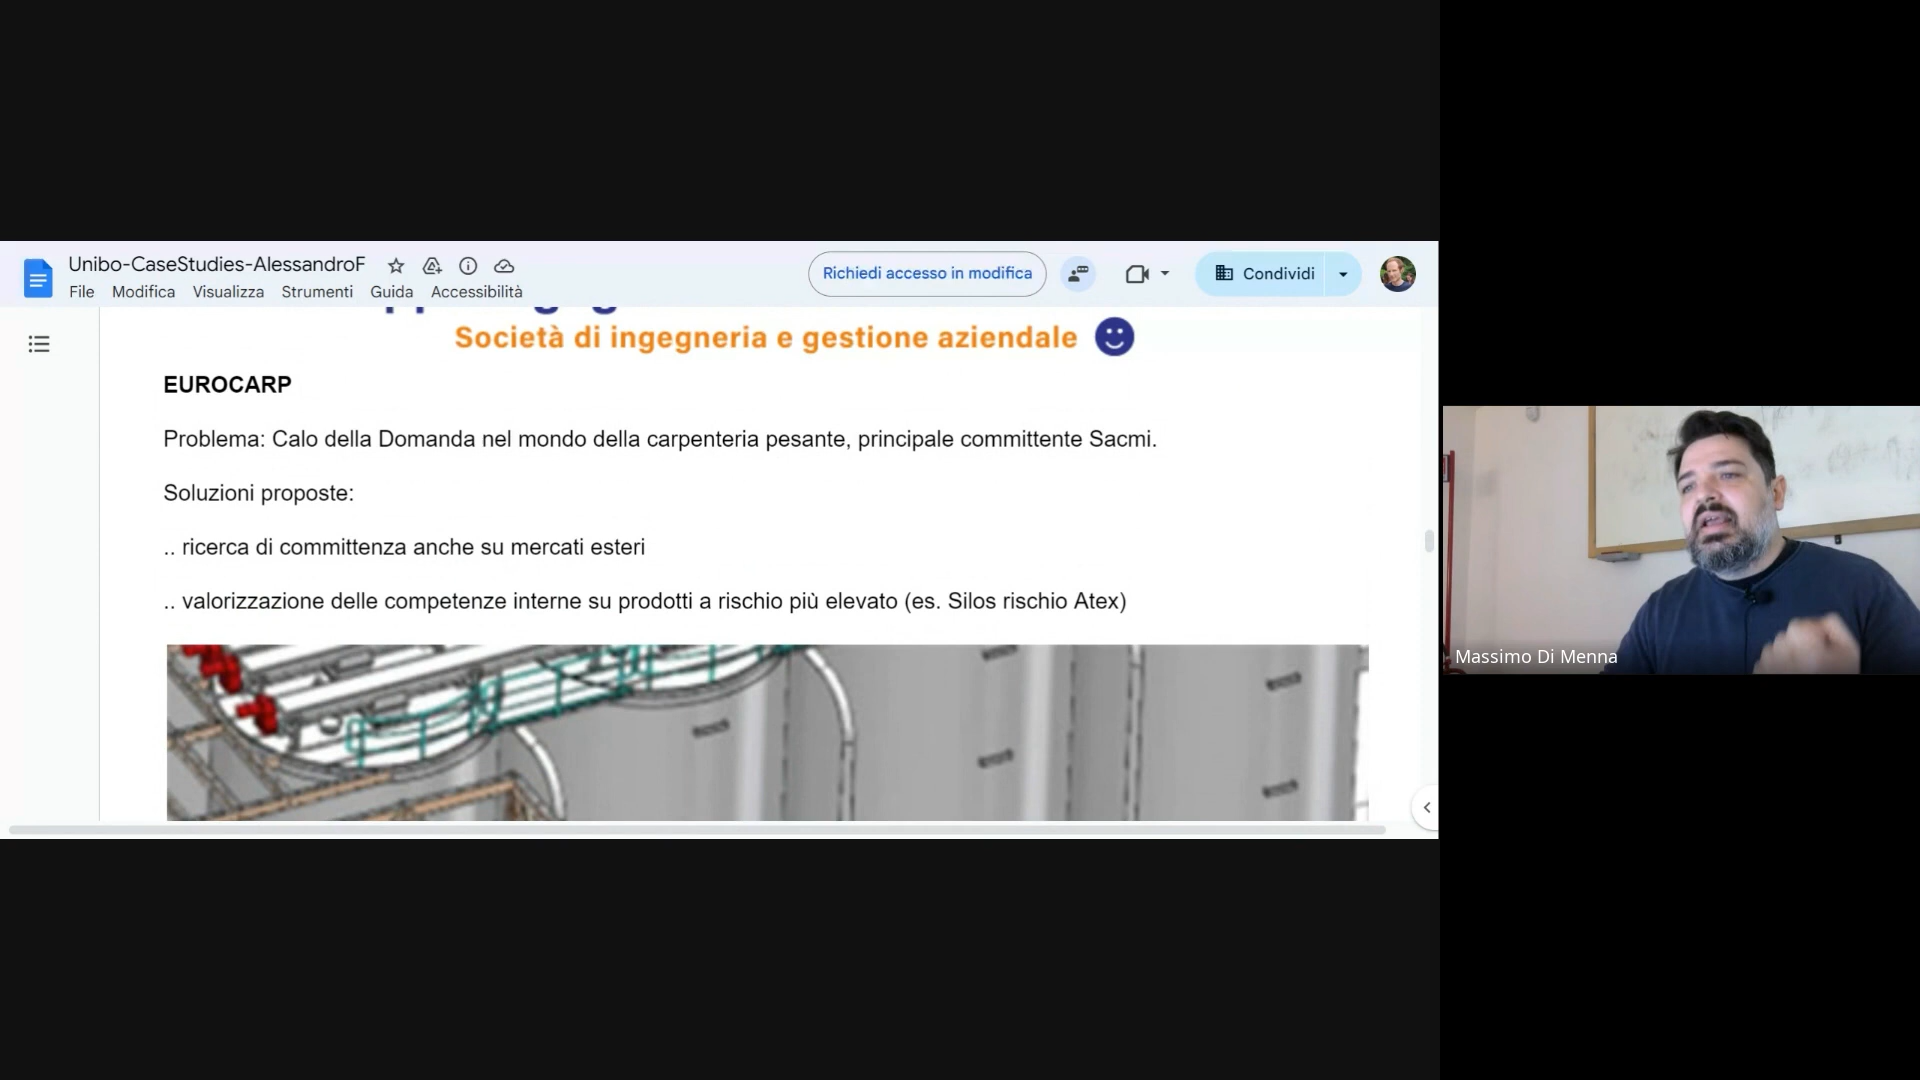 Unibo-CaseStudies-AlessandroF
File Modifica Visualizza Strumenti Guida Accessibilità
Richiedi accesso in modifica
Condividi
Società di ingegneria e gestione aziendale
EUROCARP
Problema: Calo della Domanda nel mondo della carpenteria pesante, principale committente Sacmi.
Soluzioni proposte:
.. ricerca di committenza anche su mercati esteri
.. valorizzazione delle competenze interne su prodotti a rischio più elevato (es. Silos rischio Atex)
Massimo Di Menna